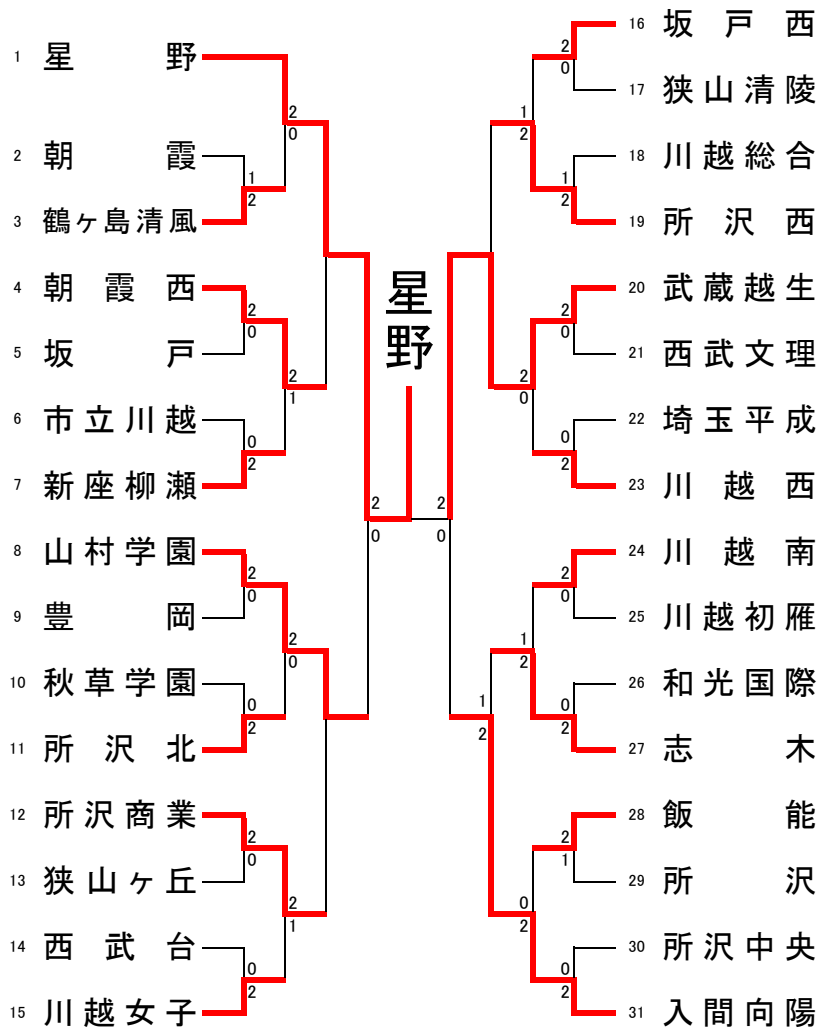 1 星野
2 朝霞
3 鶴ヶ島清風
4 朝霞西
5 坂戸
6 市立川越
7 新座柳瀬
8 山村学園
9 豊岡
10 秋草学園
11 所沢北
12 所沢商業
13 狭山ヶ丘
14 西武台
15 川越女子
2
0
1
2
2
0
2
1
0
2
2
0
2
0
0
2
2
0
2
1
0
2
2
0
星野
2
0
1
2
2
0
1
2
1
2
2
0
2
0
0
2
2
0
1
2
0
2
1
2
2
1
0
2
0
2
16 坂戸西
17 狭山清陵
18 川越総合
19 所沢西
20 武蔵越生
21 西武文理
22 埼玉平成
23 川越西
24 川越南
25 川越初雁
26 和光国際
27 志木
28 飯能
29 所沢
30 所沢中央
31 入間向陽